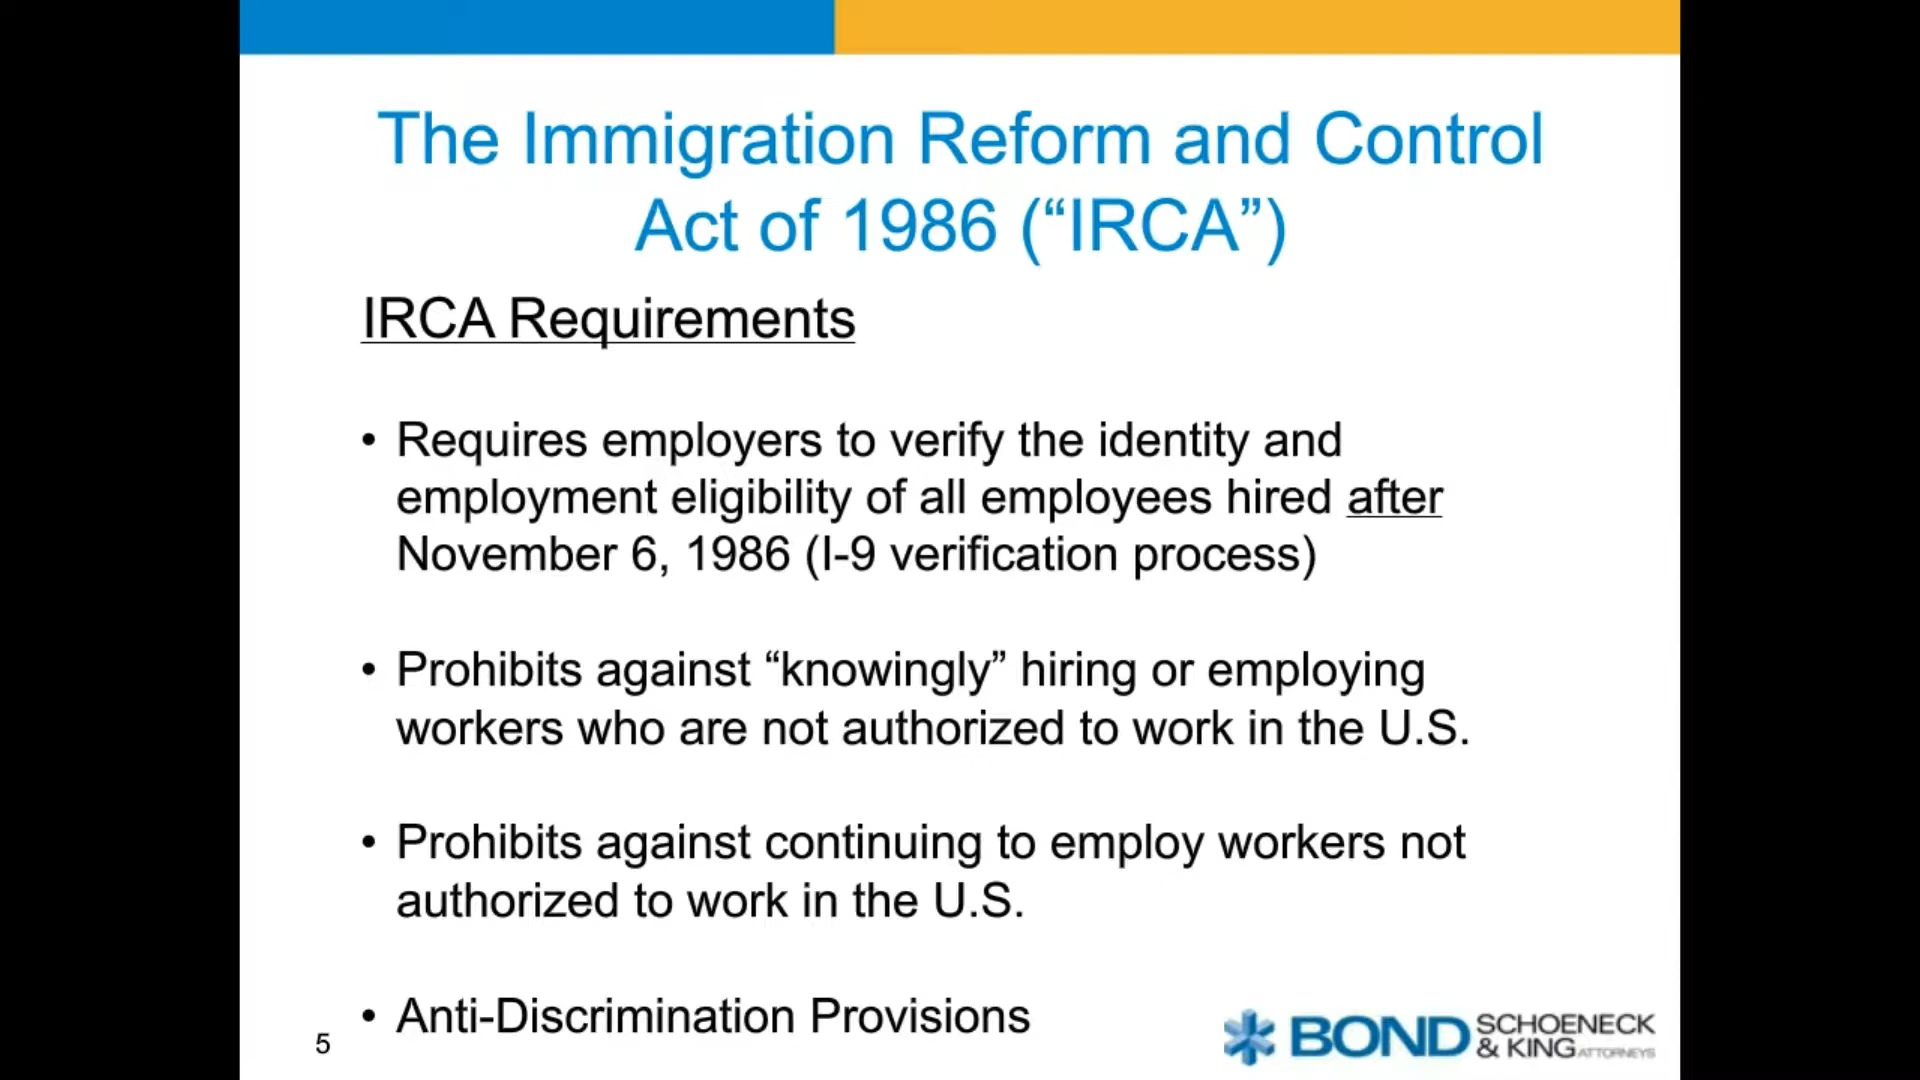 The Immigration Reform and Control
Act of 1986 (“IRCA”)
IRCA Requirements
• Requires employers to verify the identity and
employment eligibility of all employees hired after
November 6, 1986 (I-9 verification process)
• Prohibits against “knowingly” hiring or employing
workers who are not authorized to work in the U.S.
• Prohibits against continuing to employ workers not
authorized to work in the U.S.
• Anti-Discrimination Provisions
5
BOND SCHOENECK
& KING ATTORNEYS